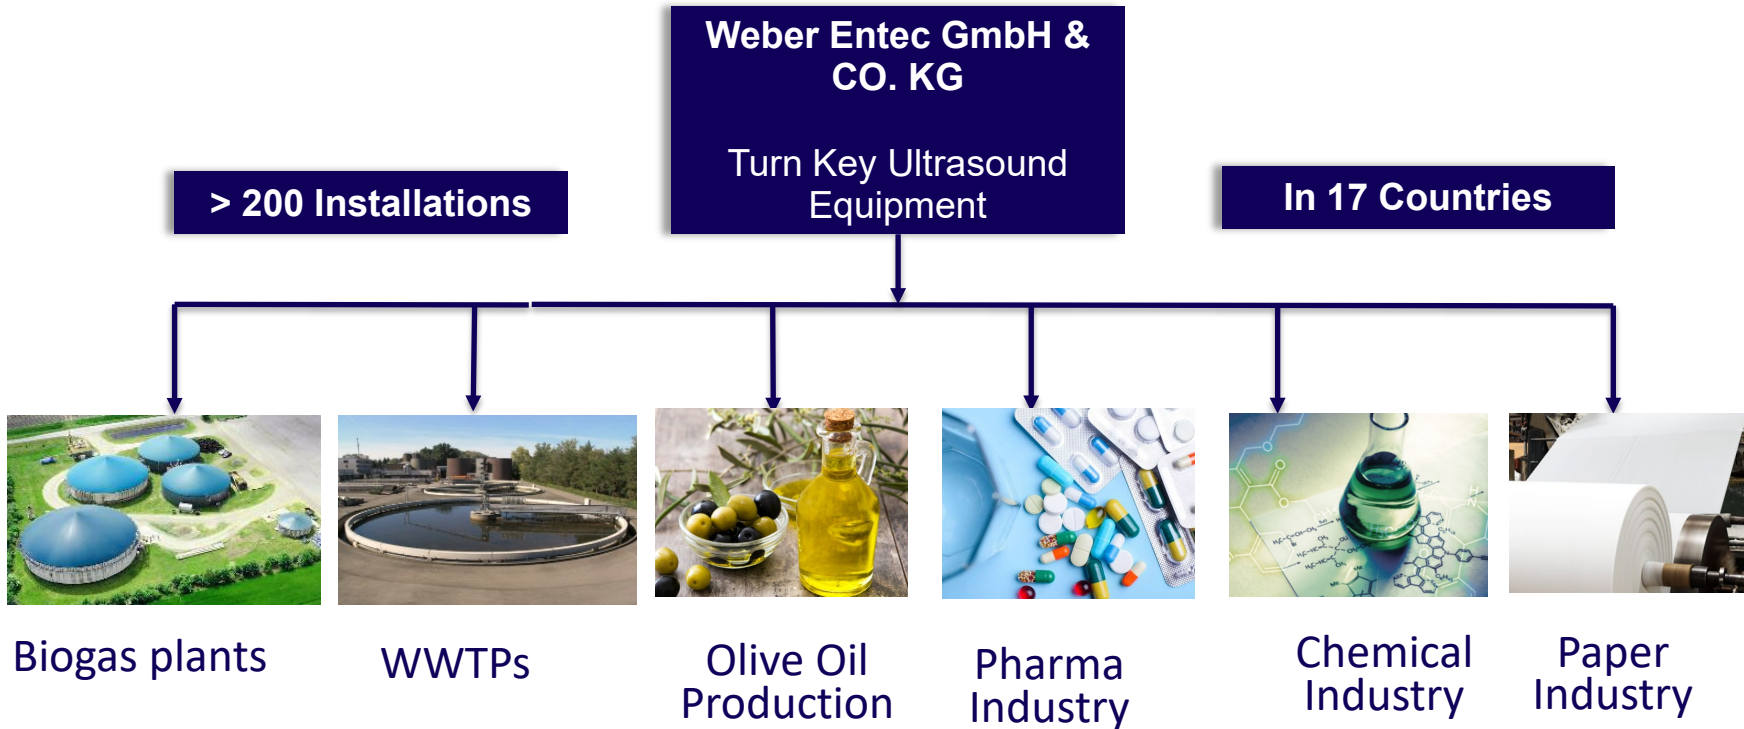 Weber Entec GmbH &
CO. KG
Turn Key Ultrasound
Equipment
> 200 Installations
In 17 Countries
Biogas plants
WWTPs
Olive Oil
Production
Pharma
Industry
Chemical
Industry
Paper
Industry